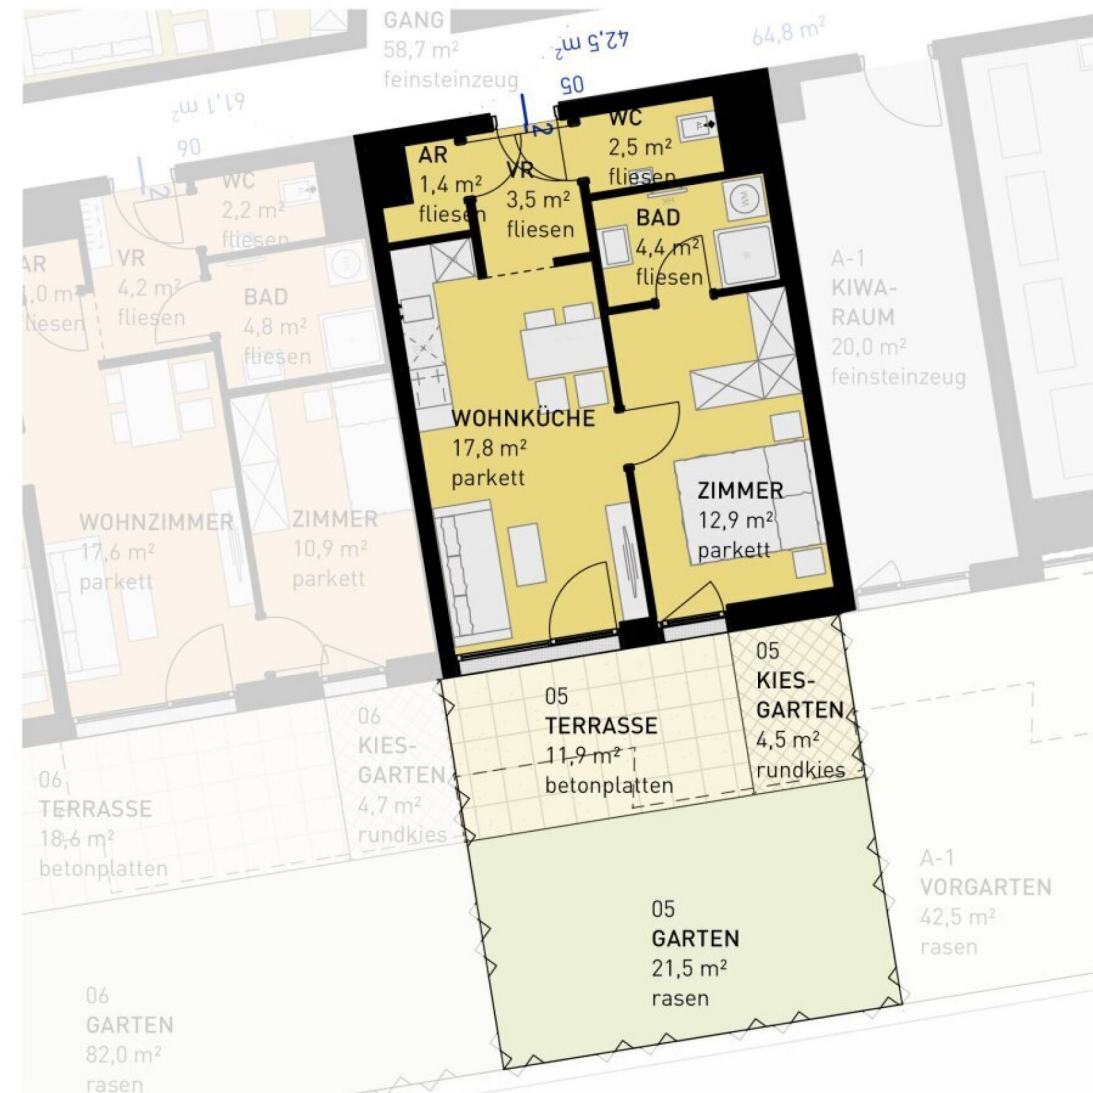 GANG
58,7 m²
feinsteinzeug
42,5 m²
05
2
64,8 m²
61,1 m²
06
2
WC
2,5 m²
fliesen
AR
1,4 m²
fliesen
VR
3,5 m²
fliesen
BAD
4,4 m²
fliesen
WM
WC
2,2 m²
fliesen
AR
fliesen
VR
4,2 m²
fliesen
BAD
4,8 m²
fliesen
A-1
KIWA-
RAUM
20,0 m²
feinsteinzeug
WOHNKÜCHE
17,8 m²
parkett
ZIMMER
12,9 m²
parkett
WOHNZIMMER
17,6 m²
parkett
ZIMMER
10,9 m²
parkett
05
TERRASSE
11,9 m²
betonplatten
05
KIES-
GARTEN
4,5 m²
rundkies
06
KIES-
GARTEN
4,7 m²
rundkies
06
TERRASSE
18,6 m²
betonplatten
05
GARTEN
21,5 m²
rasen
A-1
VORGARTEN
42,5 m²
rasen
06
GARTEN
82,0 m²
rasen